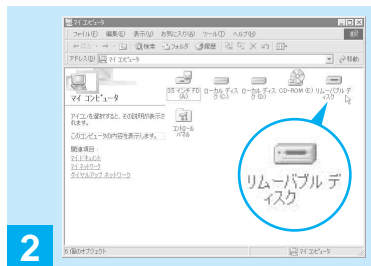 マイ コンピュータ
ファイル(F) 編集(E) 表示(V) お気に入り(A) ツール(T) ヘルプ(H)
検索 フォルダ 履歴
アドレス(D) マイ コンピュータ 移動
マイ コンピュータ
3.5 インチ FD (A:)
ローカル ディスク (C:)
ローカル ディスク (D:)
CD-ROM (E:)
リムーバブル ディスク
コントロール パネル
アイコンを選択すると、その説明が表示されます。
このコンピュータの内容を表示します。
関連項目:
マイ ドキュメント
マイ ネットワーク
ダイヤルアップ ネットワーク
リムーバブル デ
ィスク
6 個のオブジェクト マイ コンピュータ
2